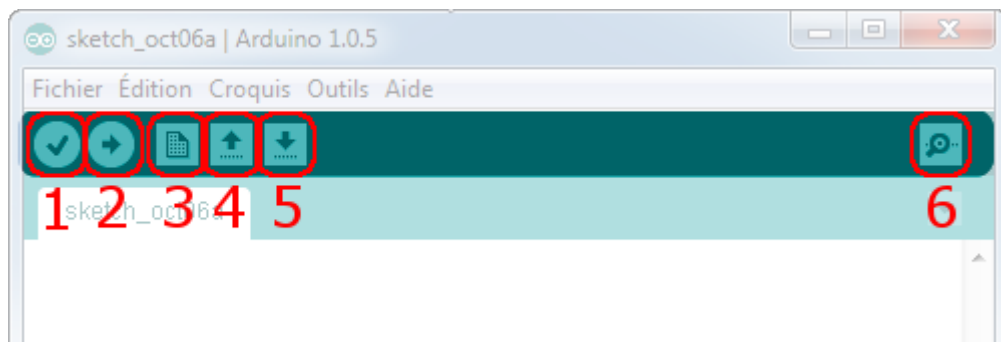 sketch_oct06a | Arduino 1.0.5
Fichier Édition Croquis Outils Aide
1 2 3 4 5 6
sketch_oct06a